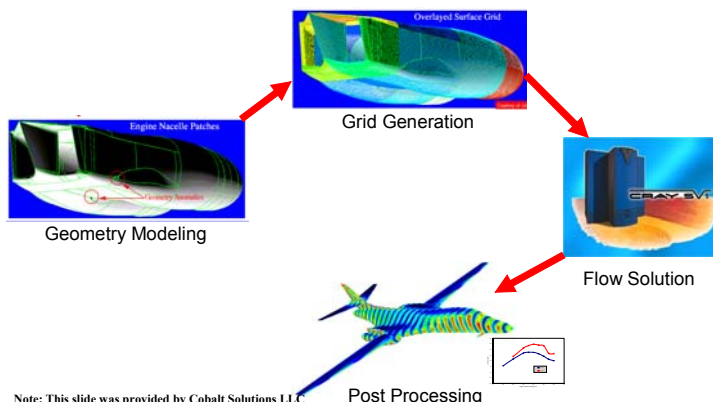 Overlayed Surface Grid
Grid Generation
Engine Nacelle Patches
Geometry Anomalies
Geometry Modeling
CRAY SV1
Flow Solution
Post Processing
Note: This slide was provided by Cobalt Solutions LLC